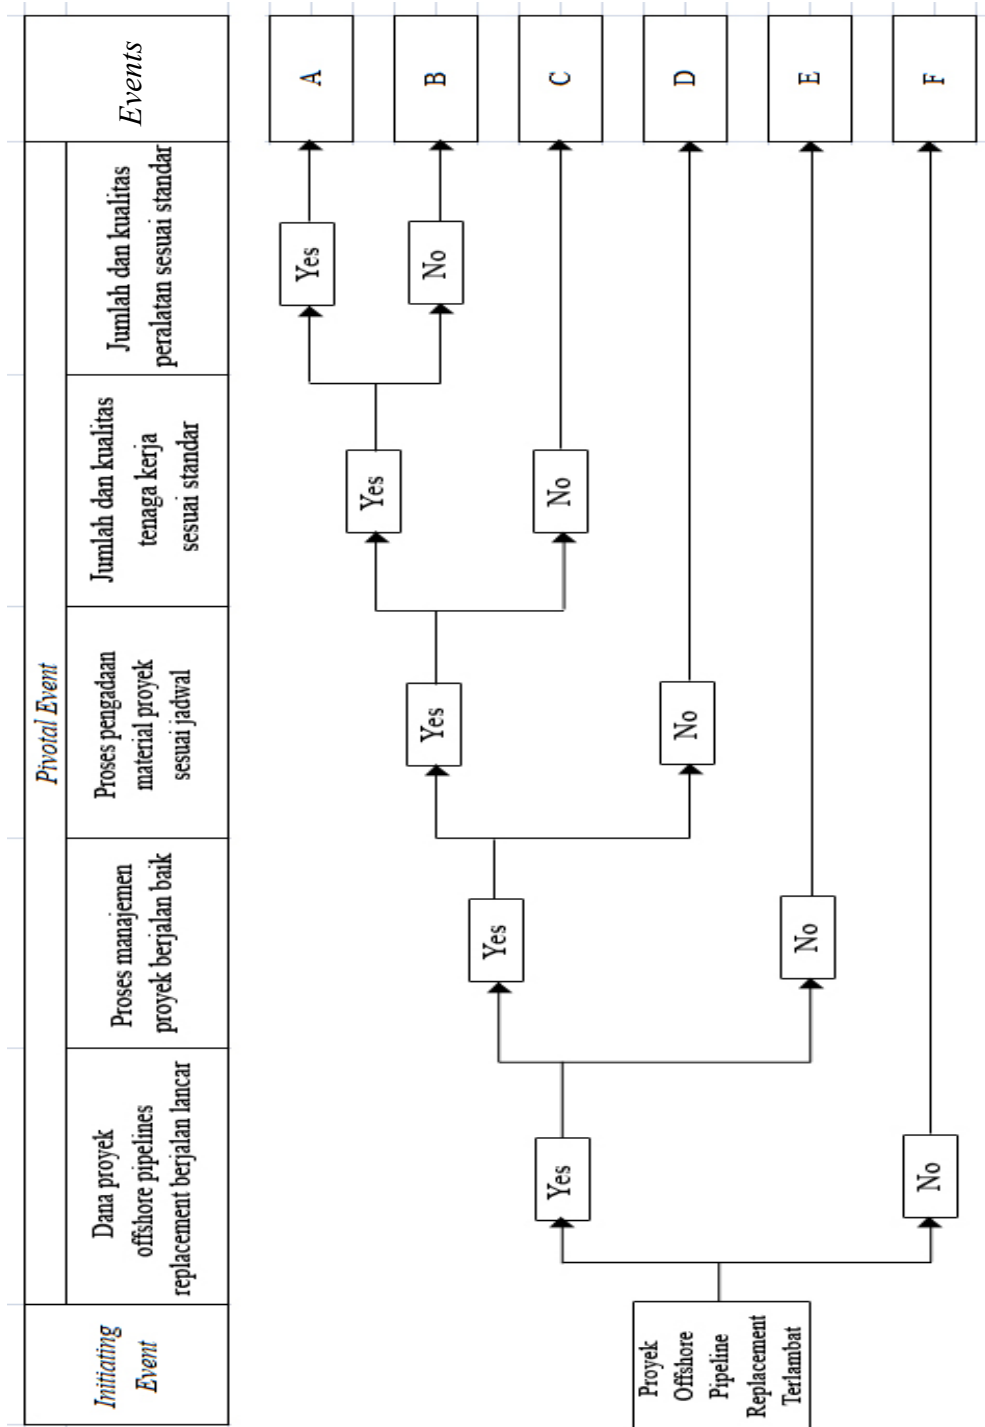 Initiating
Event
Pivotal Event
Events
Dana proyek
offshore pipelines
replacement berjalan lancar
Proses manajemen
proyek berjalan baik
Proses pengadaan
material proyek
sesuai jadwal
Jumlah dan kualitas
tenaga kerja
sesuai standar
Jumlah dan kualitas
peralatan sesuai standar
Yes
A
Yes
No
B
Yes
No
C
Yes
No
D
Yes
No
E
No
F
Proyek
Offshore
Pipeline
Replacement
Terlambat